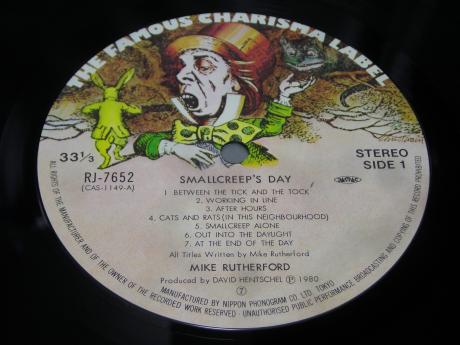 THE FAMOUS CHARISMA LABEL
33 1/3
STEREO
SIDE 1
RJ-7652
(CAS-1149-A)
SMALLCREEP'S DAY
1 BETWEEN THE TICK AND THE TOCK
2. WORKING IN LINE
3. AFTER HOURS
4. CATS AND RATS (IN THIS NEIGHBOURHOOD)
5. SMALLCREEP ALONE
6. OUT INTO THE DAYLIGHT
7. AT THE END OF THE DAY
All Titles Written by Mike Rutherford
MIKE RUTHERFORD
Produced by DAVID HENTSCHEL Ⓟ 1980
7
MANUFACTURED BY NIPPON PHONOGRAM CO. LTD. TOKYO
ALL RIGHTS OF THE MANUFACTURER AND OF THE OWNER OF THE RECORDED WORK RESERVED · UNAUTHORISED PUBLIC PERFORMANCE, BROADCASTING AND COPYING OF THIS RECORD PROHIBITED